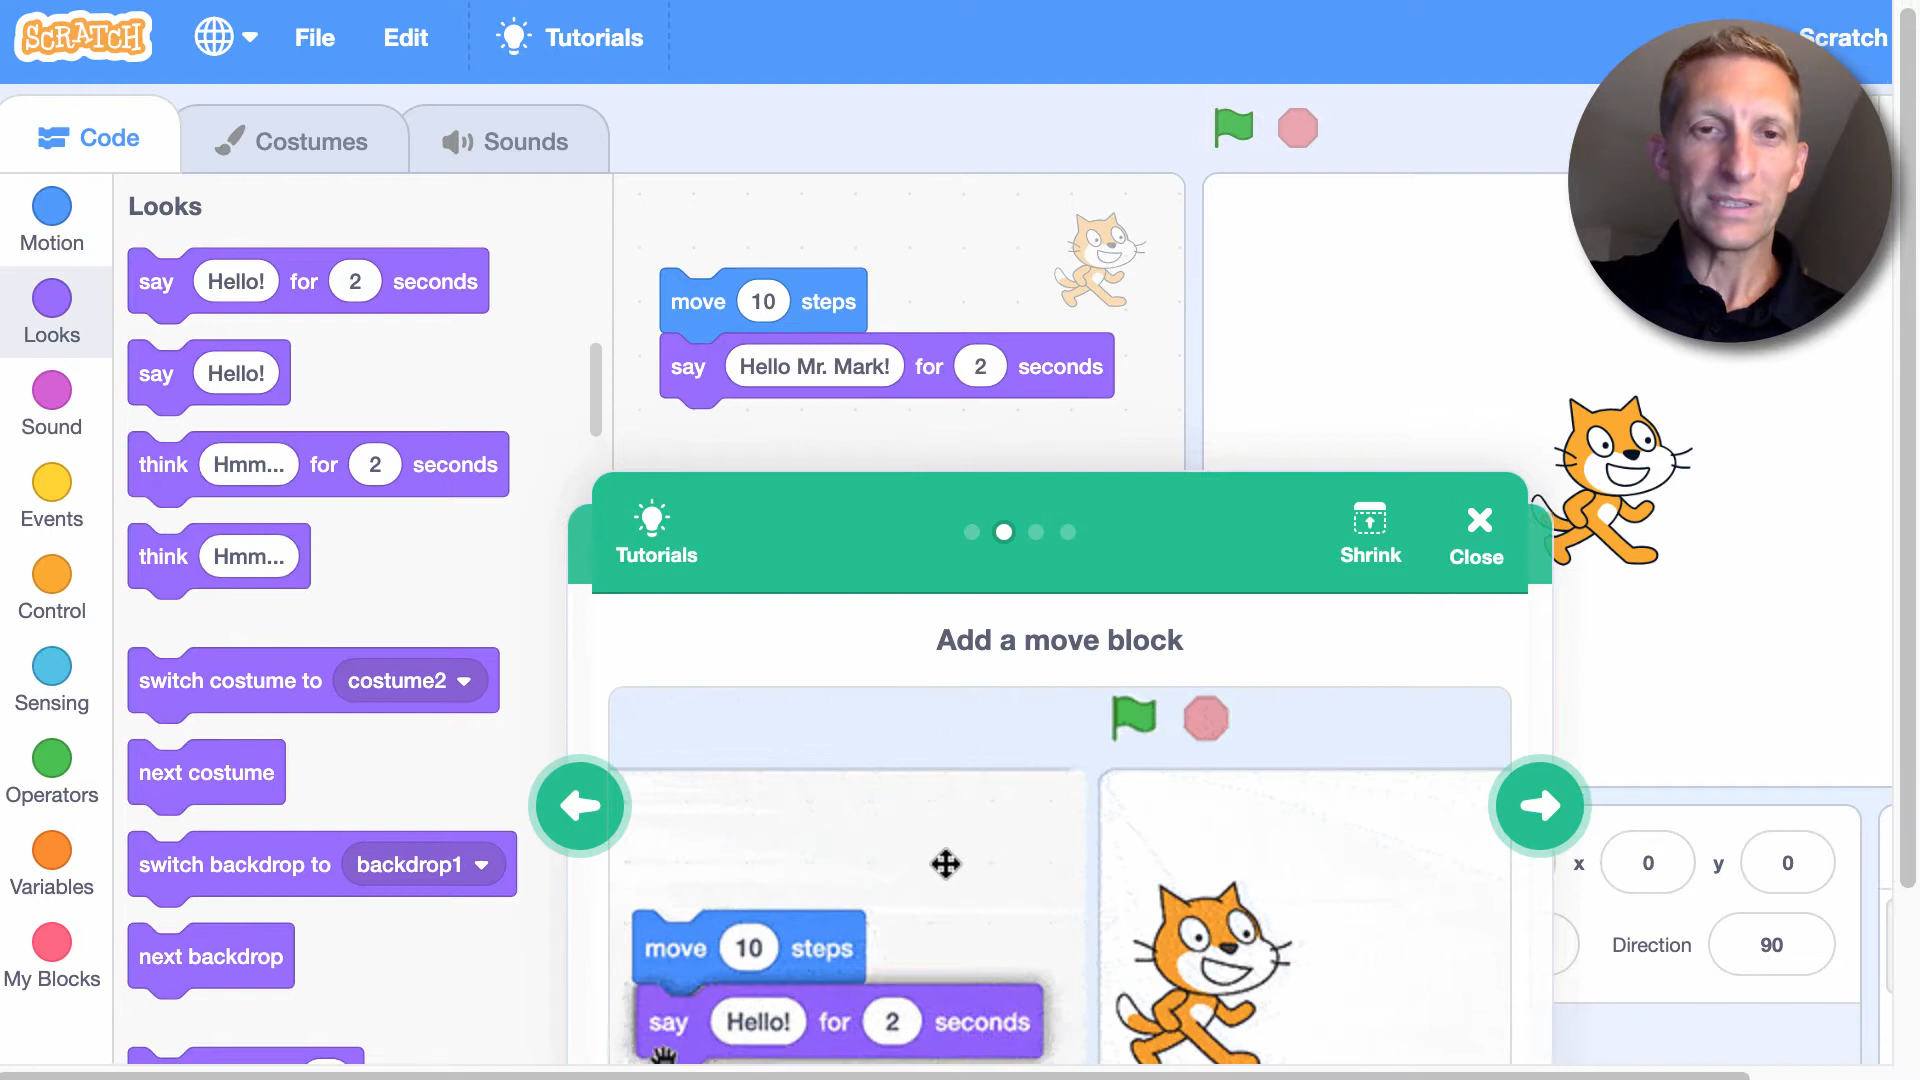 SCRATCH
File
Edit
Tutorials
Scratch
Code
Costumes
Sounds
Motion
Looks
Sound
Events
Control
Sensing
Operators
Variables
My Blocks
Looks
say Hello! for 2 seconds
say Hello!
think Hmm... for 2 seconds
think Hmm...
switch costume to costume2
next costume
switch backdrop to backdrop1
next backdrop
move 10 steps
say Hello Mr. Mark! for 2 seconds
Tutorials
Shrink
Close
Add a move block
move 10 steps
say Hello! for 2 seconds
x 0 y 0
Direction 90